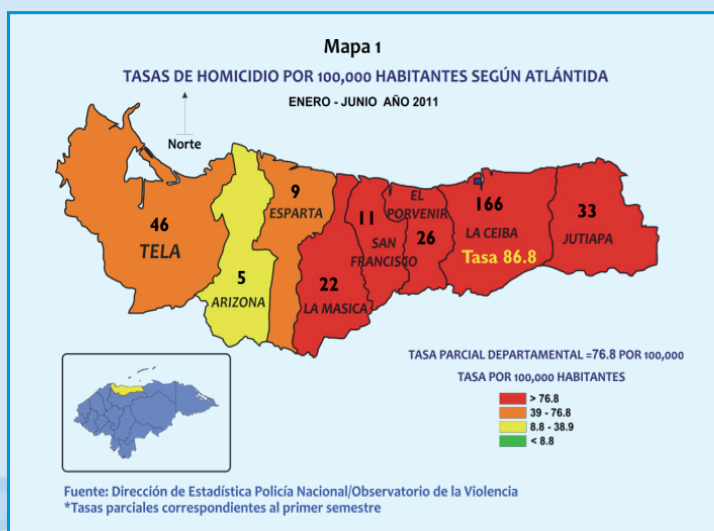 Mapa 1
TASAS DE HOMICIDIO POR 100,000 HABITANTES SEGÚN ATLÁNTIDA
ENERO - JUNIO AÑO 2011
Norte
46
TELA
5
ARIZONA
9
ESPARTA
22
LA MASICA
11
SAN
FRANCISCO
EL
PORVENIR
26
166
LA CEIBA
Tasa 86.8
33
JUTIAPA
TASA PARCIAL DEPARTAMENTAL =76.8 POR 100,000
TASA POR 100,000 HABITANTES
> 76.8
39 - 76.8
8.8 - 38.9
< 8.8
Fuente: Dirección de Estadística Policía Nacional/Observatorio de la Violencia
*Tasas parciales correspondientes al primer semestre